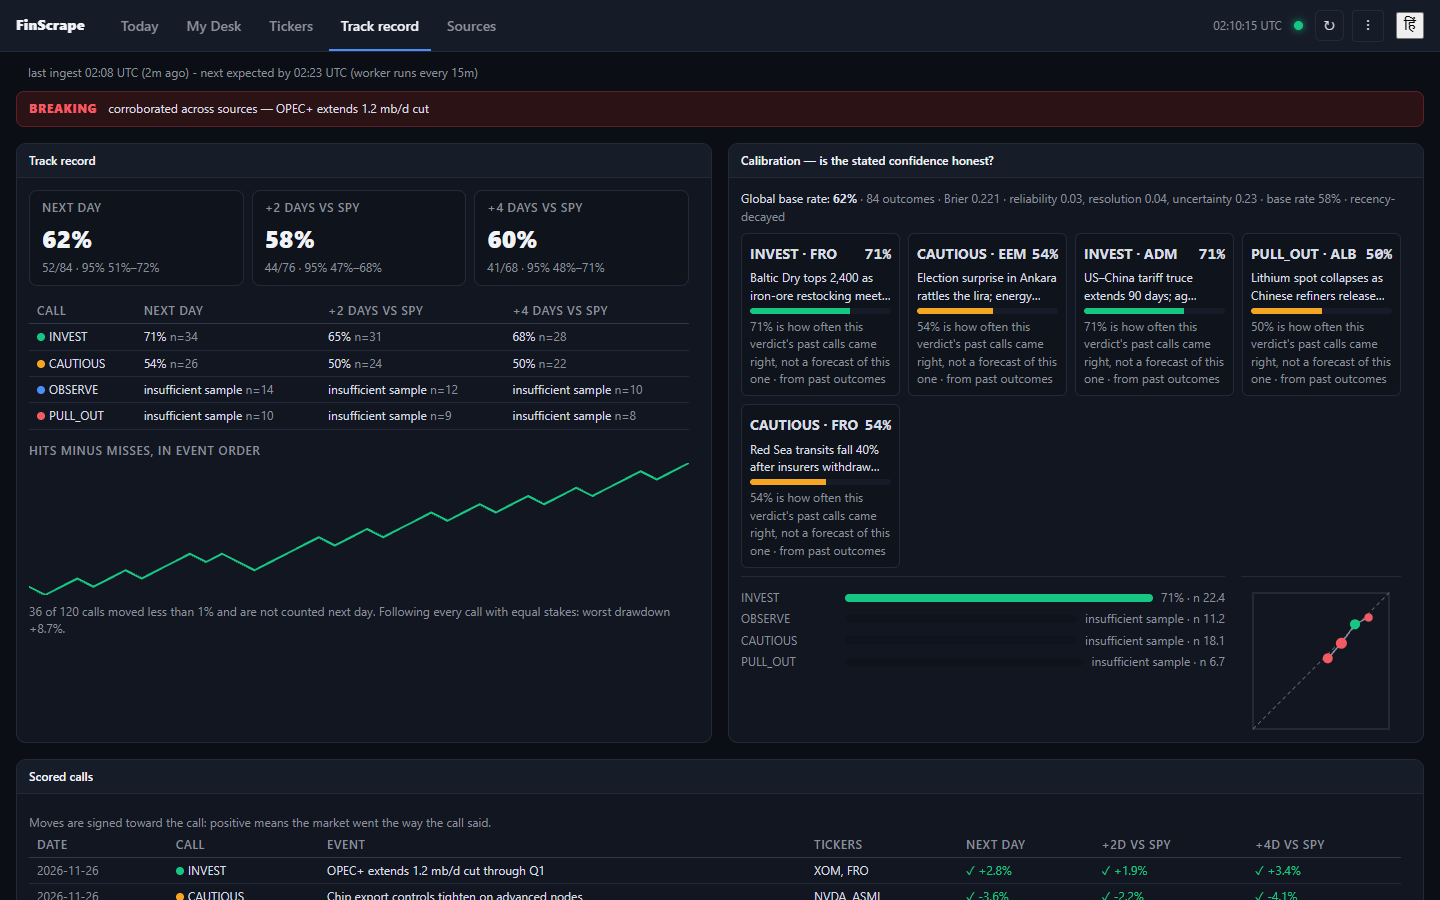 FinScrape Today My Desk Tickers Track record Sources 02:10:15 UTC ↻ ⋮ हिं
last ingest 02:08 UTC (2m ago) - next expected by 02:23 UTC (worker runs every 15m)
BREAKING corroborated across sources — OPEC+ extends 1.2 mb/d cut
Track record
NEXT DAY
62%
52/84 · 95% 51%–72%
+2 DAYS VS SPY
58%
44/76 · 95% 47%–68%
+4 DAYS VS SPY
60%
41/68 · 95% 48%–71%
CALL NEXT DAY +2 DAYS VS SPY +4 DAYS VS SPY
INVEST 71% n=34 65% n=31 68% n=28
CAUTIOUS 54% n=26 50% n=24 50% n=22
OBSERVE insufficient sample n=14 insufficient sample n=12 insufficient sample n=10
PULL_OUT insufficient sample n=10 insufficient sample n=9 insufficient sample n=8
HITS MINUS MISSES, IN EVENT ORDER
36 of 120 calls moved less than 1% and are not counted next day. Following every call with equal stakes: worst drawdown
+8.7%.
Calibration — is the stated confidence honest?
Global base rate: 62% · 84 outcomes · Brier 0.221 · reliability 0.03, resolution 0.04, uncertainty 0.23 · base rate 58% · recency-
decayed
INVEST · FRO 71%
Baltic Dry tops 2,400 as
iron-ore restocking meet...
71% is how often this
verdict's past calls came
right, not a forecast of this
one · from past outcomes
CAUTIOUS · EEM 54%
Election surprise in Ankara
rattles the lira; energy...
54% is how often this
verdict's past calls came
right, not a forecast of this
one · from past outcomes
INVEST · ADM 71%
US–China tariff truce
extends 90 days; ag...
71% is how often this
verdict's past calls came
right, not a forecast of this
one · from past outcomes
PULL_OUT · ALB 50%
Lithium spot collapses as
Chinese refiners release...
50% is how often this
verdict's past calls came
right, not a forecast of this
one · from past outcomes
CAUTIOUS · FRO 54%
Red Sea transits fall 40%
after insurers withdraw...
54% is how often this
verdict's past calls came
right, not a forecast of this
one · from past outcomes
INVEST 71% · n 22.4
OBSERVE insufficient sample · n 11.2
CAUTIOUS insufficient sample · n 18.1
PULL_OUT insufficient sample · n 6.7
Scored calls
Moves are signed toward the call: positive means the market went the way the call said.
DATE CALL EVENT TICKERS NEXT DAY +2D VS SPY +4D VS SPY
2026-11-26 INVEST OPEC+ extends 1.2 mb/d cut through Q1 XOM, FRO ✓ +2.8% ✓ +1.9% ✓ +3.4%
2026-11-26 CAUTIOUS Chip export controls tighten on advanced nodes NVDA, ASML ✓ -3.6% ✓ -2.2% ✓ -4.1%